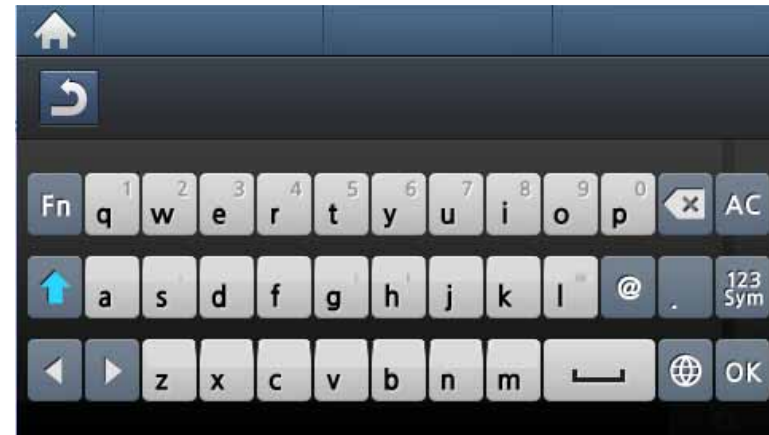 Fn q 1 w 2 e 3 r 4 t 5 y 6 u 7 i 8 o 9 p 0 AC
a s d f g h j k l @ . 123 Sym
z x c v b n m OK